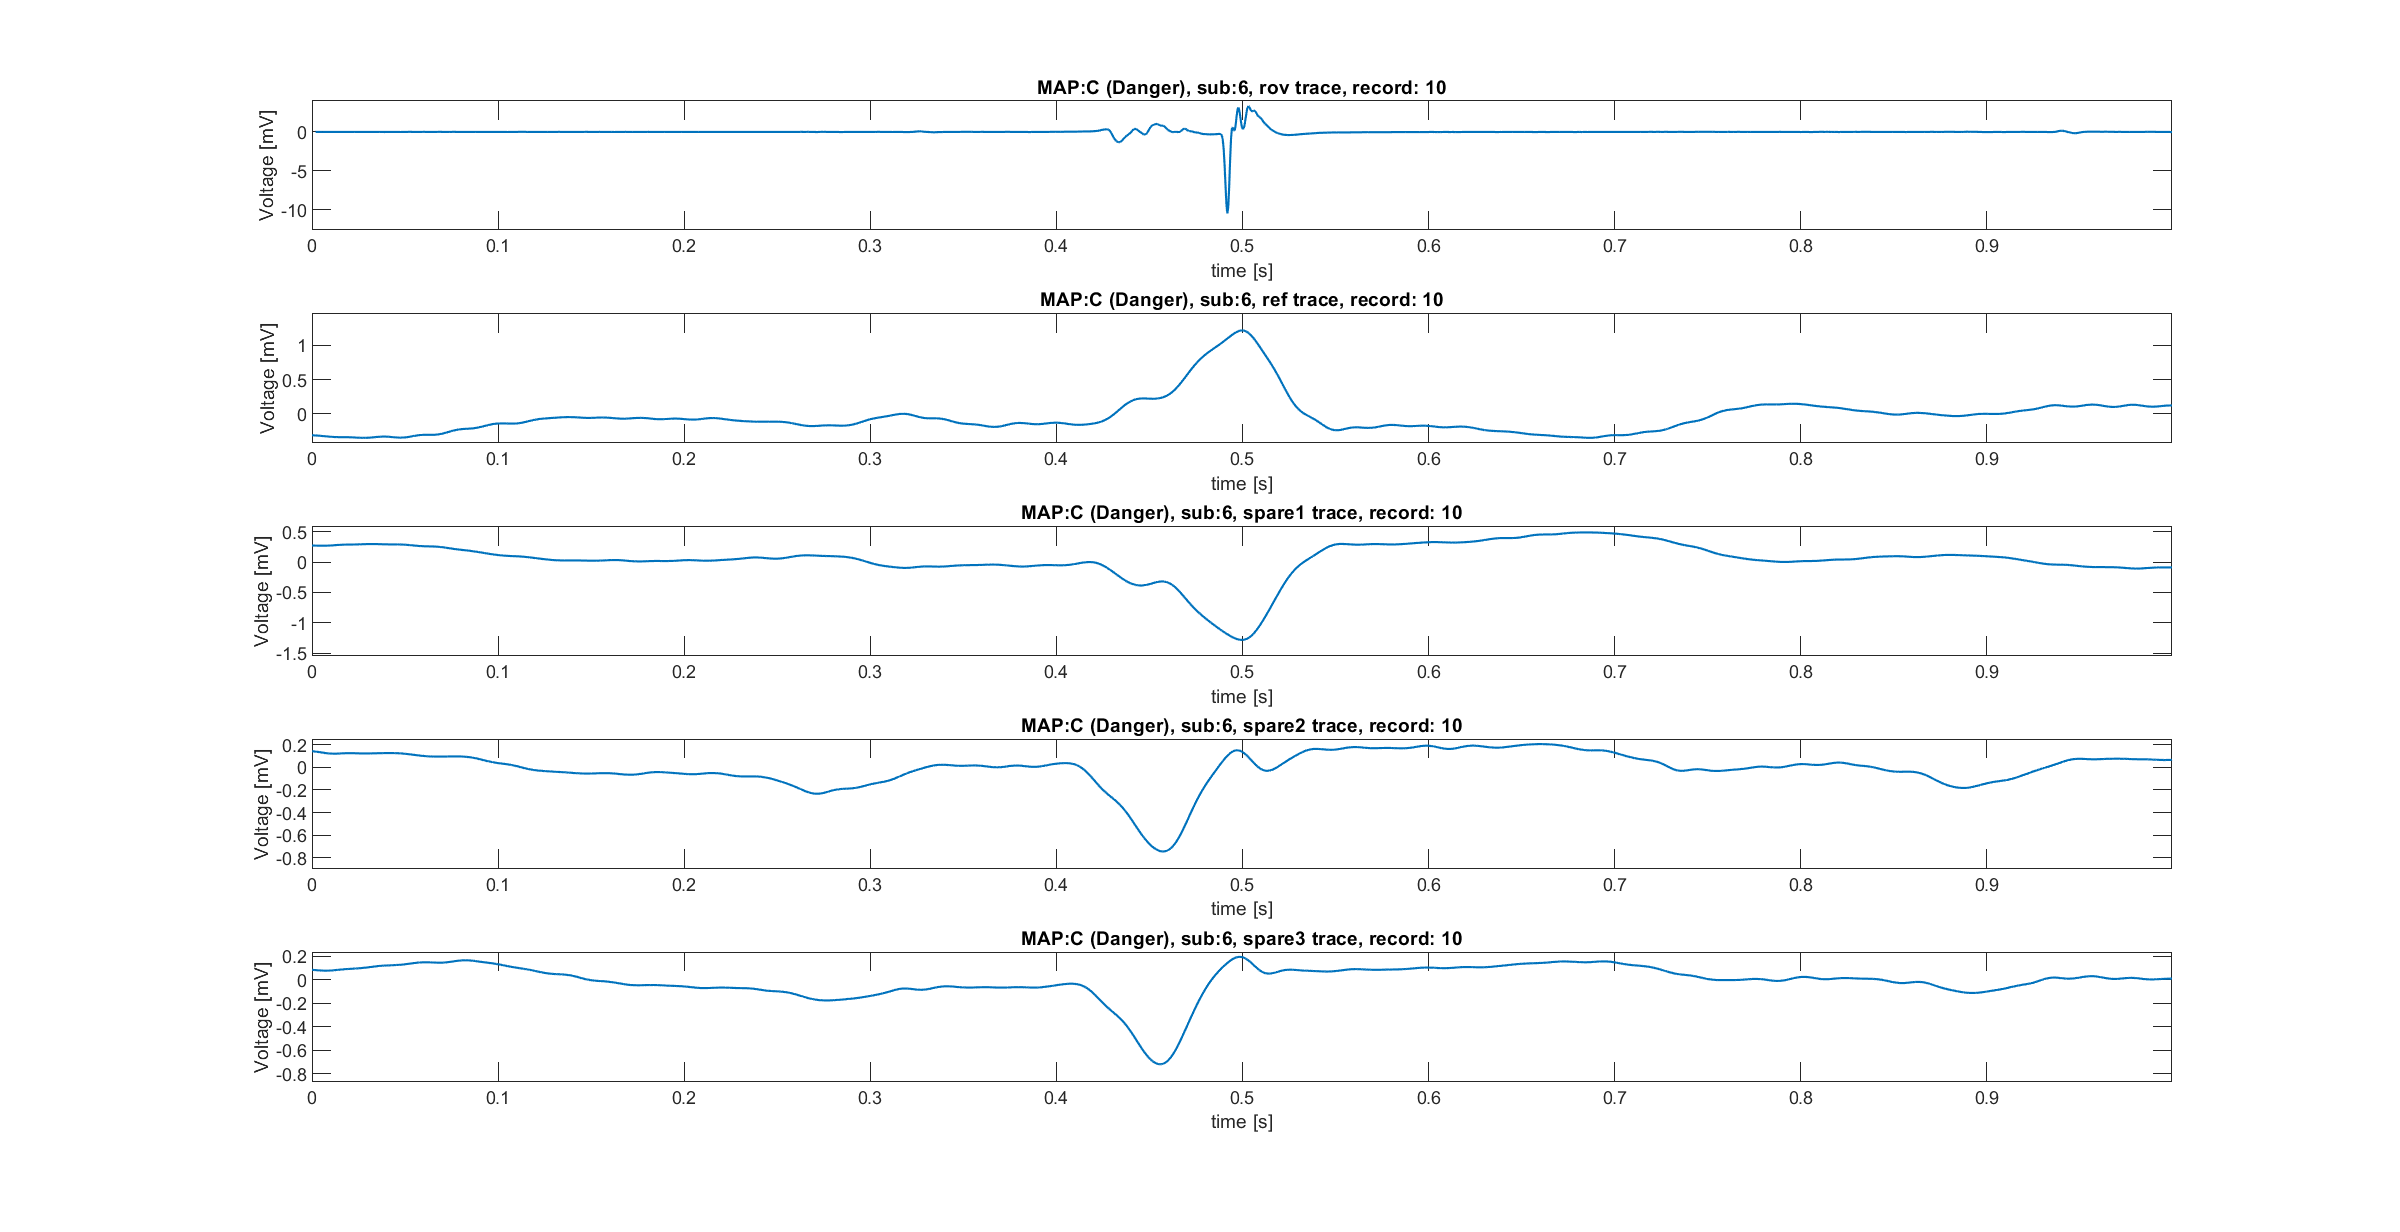 MAP:C (Danger), sub:6, rov trace, record: 10
Voltage [mV]
0
-5
-10
0 0.1 0.2 0.3 0.4 0.5 0.6 0.7 0.8 0.9
time [s]
MAP:C (Danger), sub:6, ref trace, record: 10
Voltage [mV]
1
0.5
0
0 0.1 0.2 0.3 0.4 0.5 0.6 0.7 0.8 0.9
time [s]
MAP:C (Danger), sub:6, spare1 trace, record: 10
Voltage [mV]
0.5
0
-0.5
-1
-1.5
0 0.1 0.2 0.3 0.4 0.5 0.6 0.7 0.8 0.9
time [s]
MAP:C (Danger), sub:6, spare2 trace, record: 10
Voltage [mV]
0.2
0
-0.2
-0.4
-0.6
-0.8
0 0.1 0.2 0.3 0.4 0.5 0.6 0.7 0.8 0.9
time [s]
MAP:C (Danger), sub:6, spare3 trace, record: 10
Voltage [mV]
0.2
0
-0.2
-0.4
-0.6
-0.8
0 0.1 0.2 0.3 0.4 0.5 0.6 0.7 0.8 0.9
time [s]